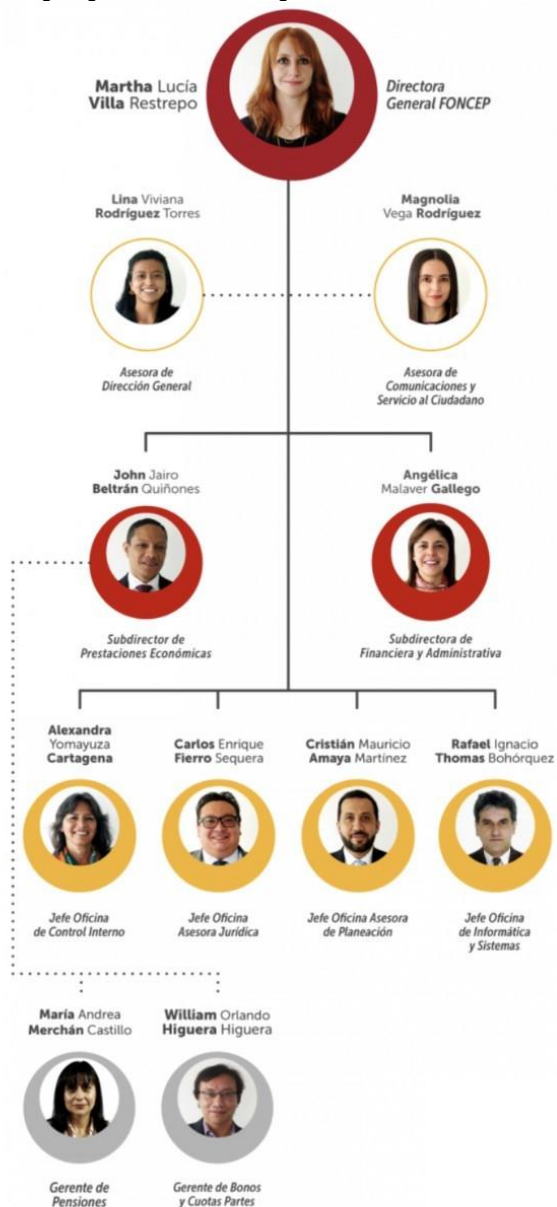 Martha Lucía
Villa Restrepo
Directora
General FONCEP
Lina Viviana
Rodríguez Torres
Magnolia
Vega Rodríguez
Asesora de
Dirección General
Asesora de
Comunicaciones y
Servicio al Ciudadano
John Jairo
Beltrán Quiñones
Angélica
Malaver Gallego
Subdirector de
Prestaciones Económicas
Subdirectora de
Financiera y Administrativa
Alexandra
Yomayuza
Cartagena
Carlos Enrique
Fierro Sequera
Cristián Mauricio
Amaya Martínez
Rafael Ignacio
Thomas Bohórquez
Jefe Oficina
de Control Interno
Jefe Oficina
Asesora Jurídica
Jefe Oficina Asesora
de Planeación
Jefe Oficina
de Informática
y Sistemas
María Andrea
Merchán Castillo
William Orlando
Higuera Higuera
Gerente de
Pensiones
Gerente de Bonos
y Cuotas Partes